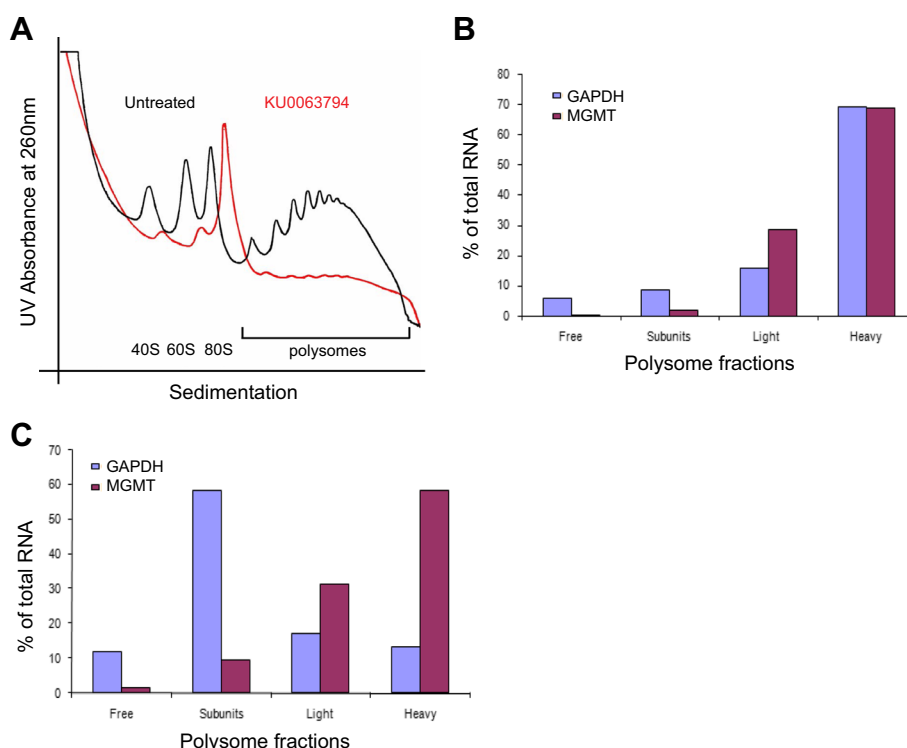 A
UV Absorbance at 260nm
Untreated
KU0063794
40S 60S 80S
polysomes
Sedimentation
B
% of total RNA
80
70
60
50
40
30
20
10
0
GAPDH
MGMT
Free Subunits Light Heavy
Polysome fractions
C
% of total RNA
70
60
50
40
30
20
10
0
GAPDH
MGMT
Free Subunits Light Heavy
Polysome fractions